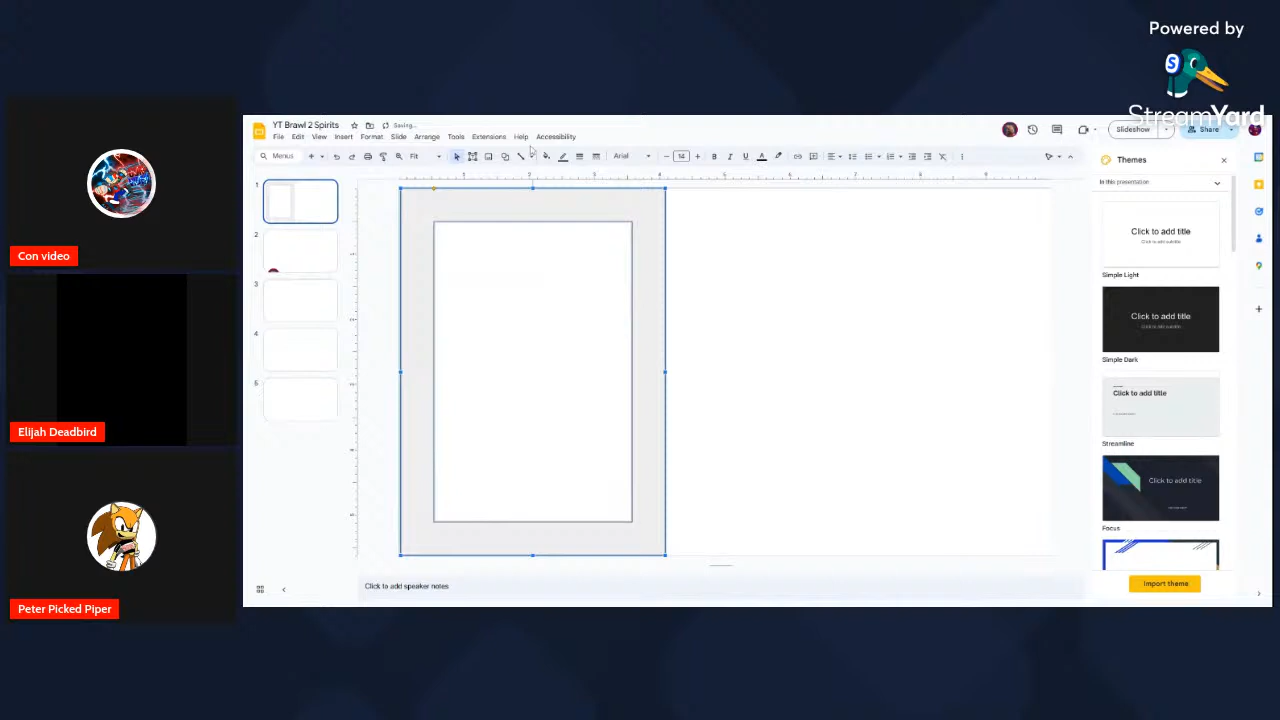 Powered by
StreamYard
YT Brawl 2 Spirits
Saving...
File Edit View Insert Format Slide Arrange Tools Extensions Help Accessibility
Slideshow
Share
Menus
Fit
Arial
14
B I U A
Themes
In this presentation
Click to add title
Simple Light
Click to add title
Simple Dark
Click to add title
Streamline
Click to add title
Focus
Import theme
1
2
3
4
5
Click to add speaker notes
Con video
Elijah Deadbird
Peter Picked Piper